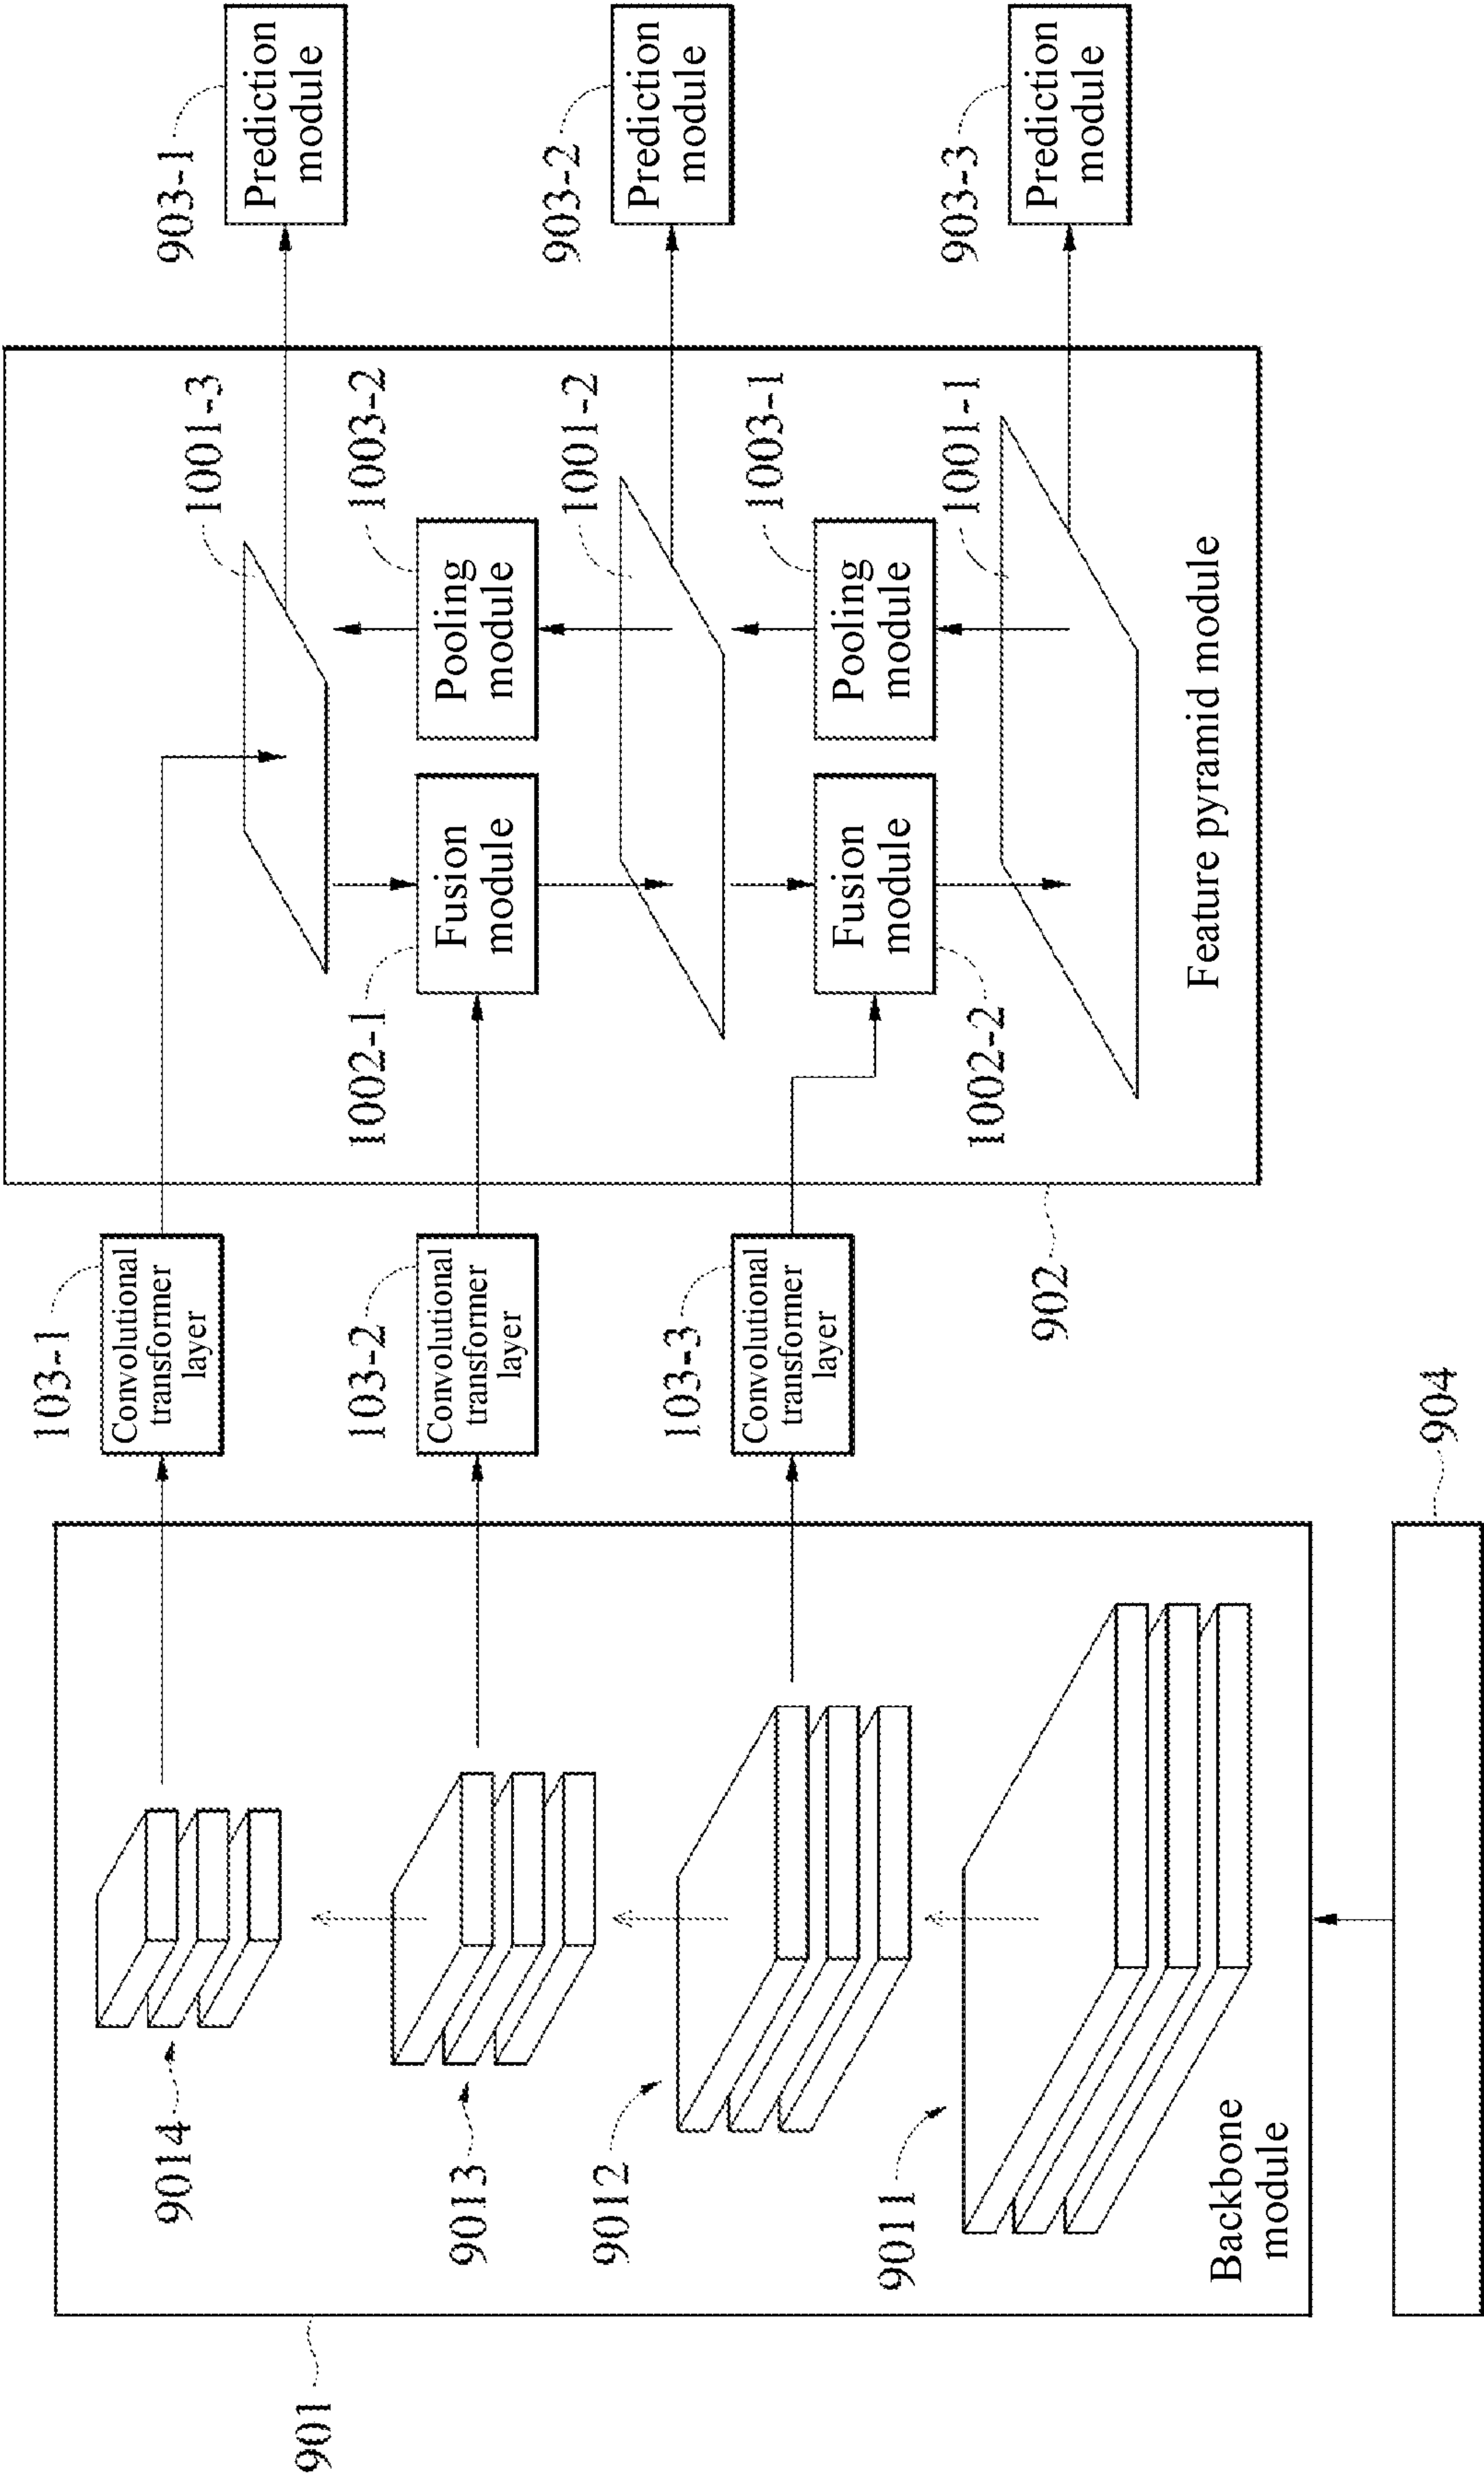 901
9014
9013
9012
9011
Backbone
module
904
103-1
Convolutional
transformer
layer
103-2
Convolutional
transformer
layer
103-3
Convolutional
transformer
layer
902
1001-3
1002-1
Fusion
module
Pooling
module
1003-2
1001-2
1002-2
Fusion
module
Pooling
module
1003-1
1001-1
Feature pyramid module
903-1
Prediction
module
903-2
Prediction
module
903-3
Prediction
module